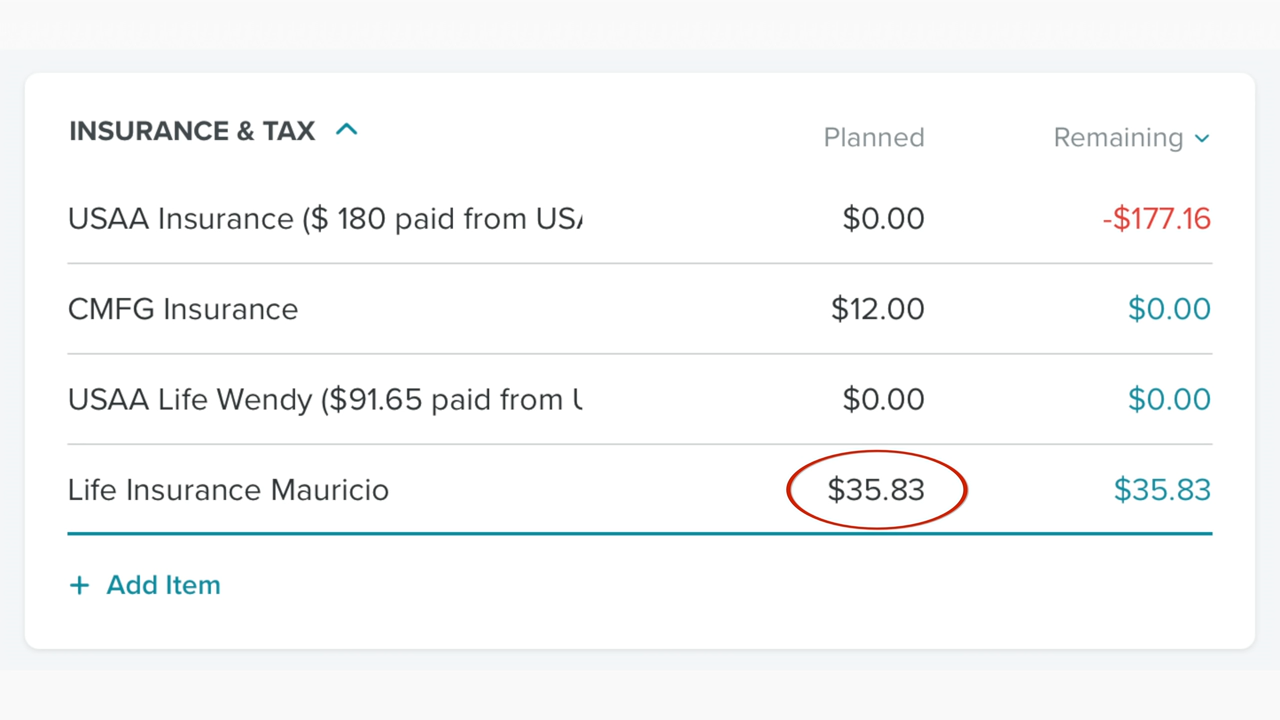 INSURANCE & TAX Planned Remaining
USAA Insurance ($ 180 paid from $0.00 -$177.16
CMFG Insurance $12.00 $0.00
USAA Life Wendy ($91.65 paid from $0.00 $0.00
Life Insurance Mauricio $35.83 $35.83
+ Add Item